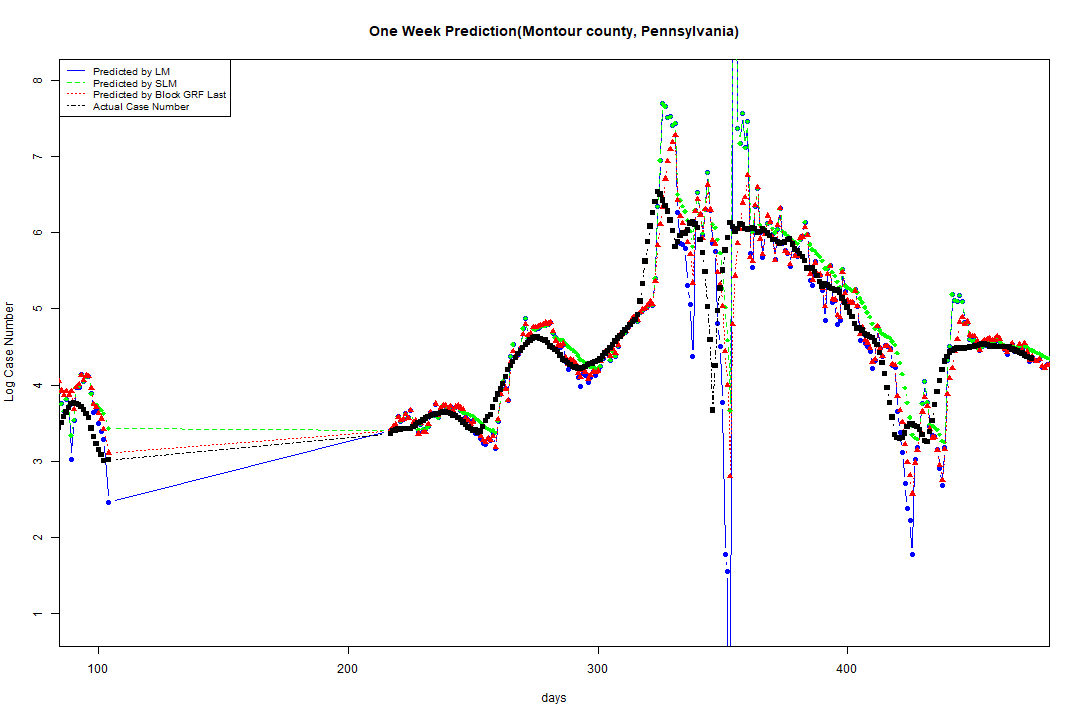 One Week Prediction(Montour county, Pennsylvania)
Predicted by LM
Predicted by SLM
Predicted by Block GRF Last
Actual Case Number
8
7
6
5
4
3
2
1
Log Case Number
100 200 300 400
days